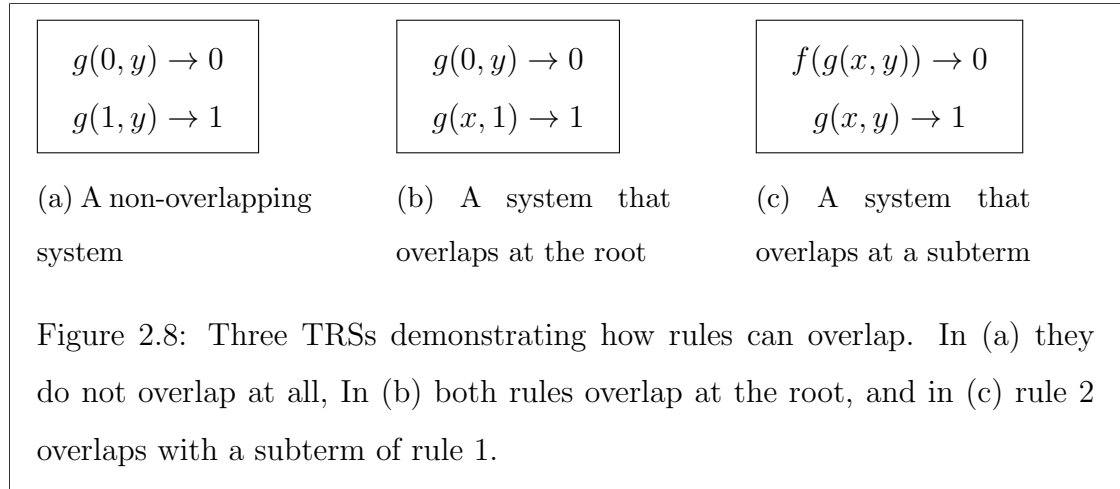 g(0, y) → 0
g(1, y) → 1
(a) A non-overlapping
system
g(0, y) → 0
g(x, 1) → 1
(b) A system that
overlaps at the root
f(g(x, y)) → 0
g(x, y) → 1
(c) A system that
overlaps at a subterm
Figure 2.8: Three TRSs demonstrating how rules can overlap. In (a) they
do not overlap at all, In (b) both rules overlap at the root, and in (c) rule 2
overlaps with a subterm of rule 1.